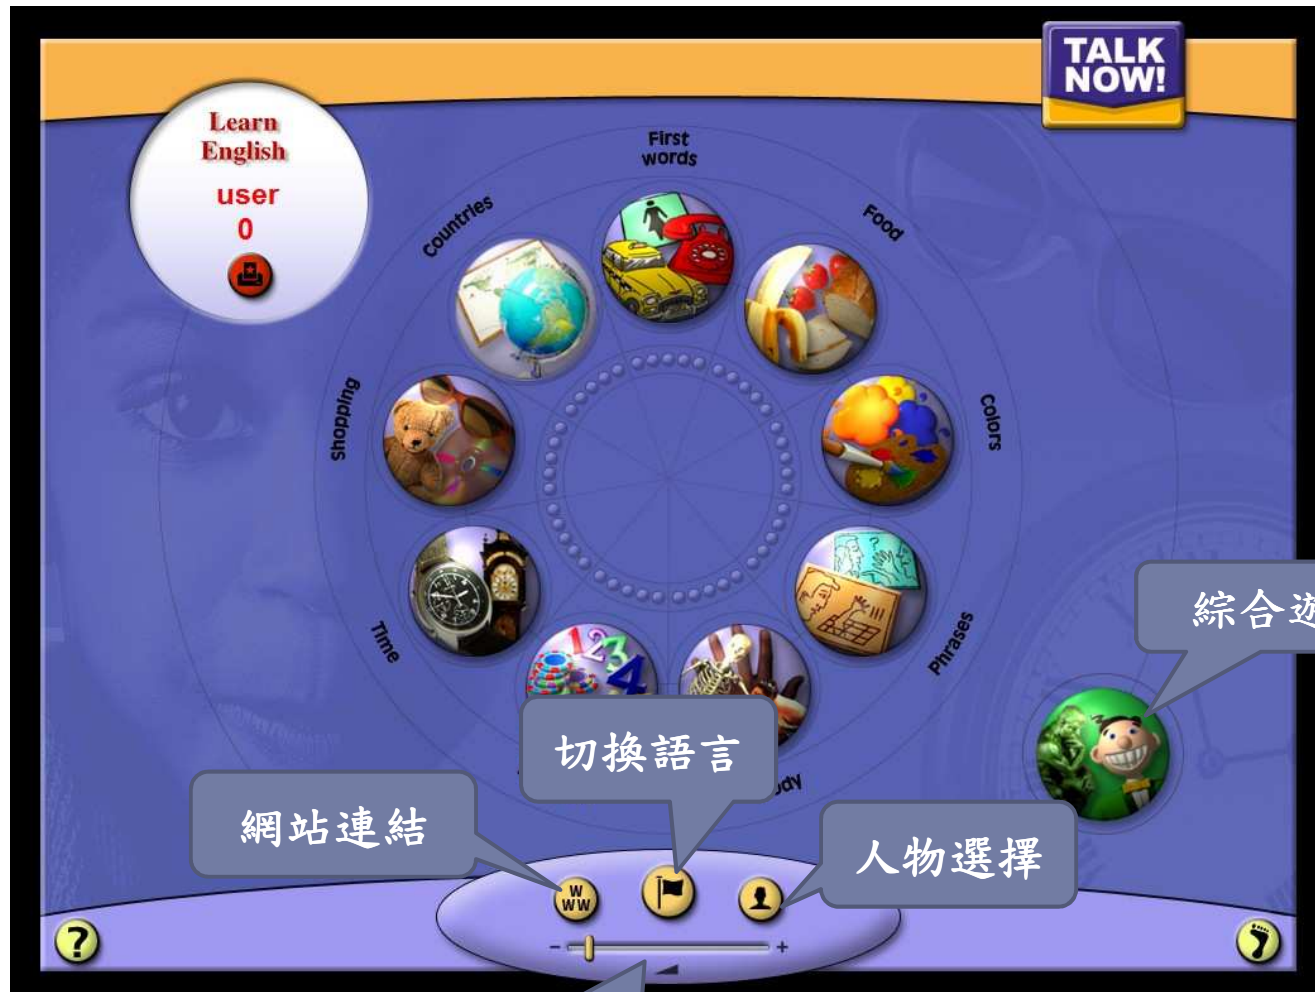 TALK
NOW!
Learn
English
user
0
First
words
Countries
Food
Shopping
Colors
Time
Phrases
1234
綜合遊
切換語言
網站連結
人物選擇
W
WW
?
-
+